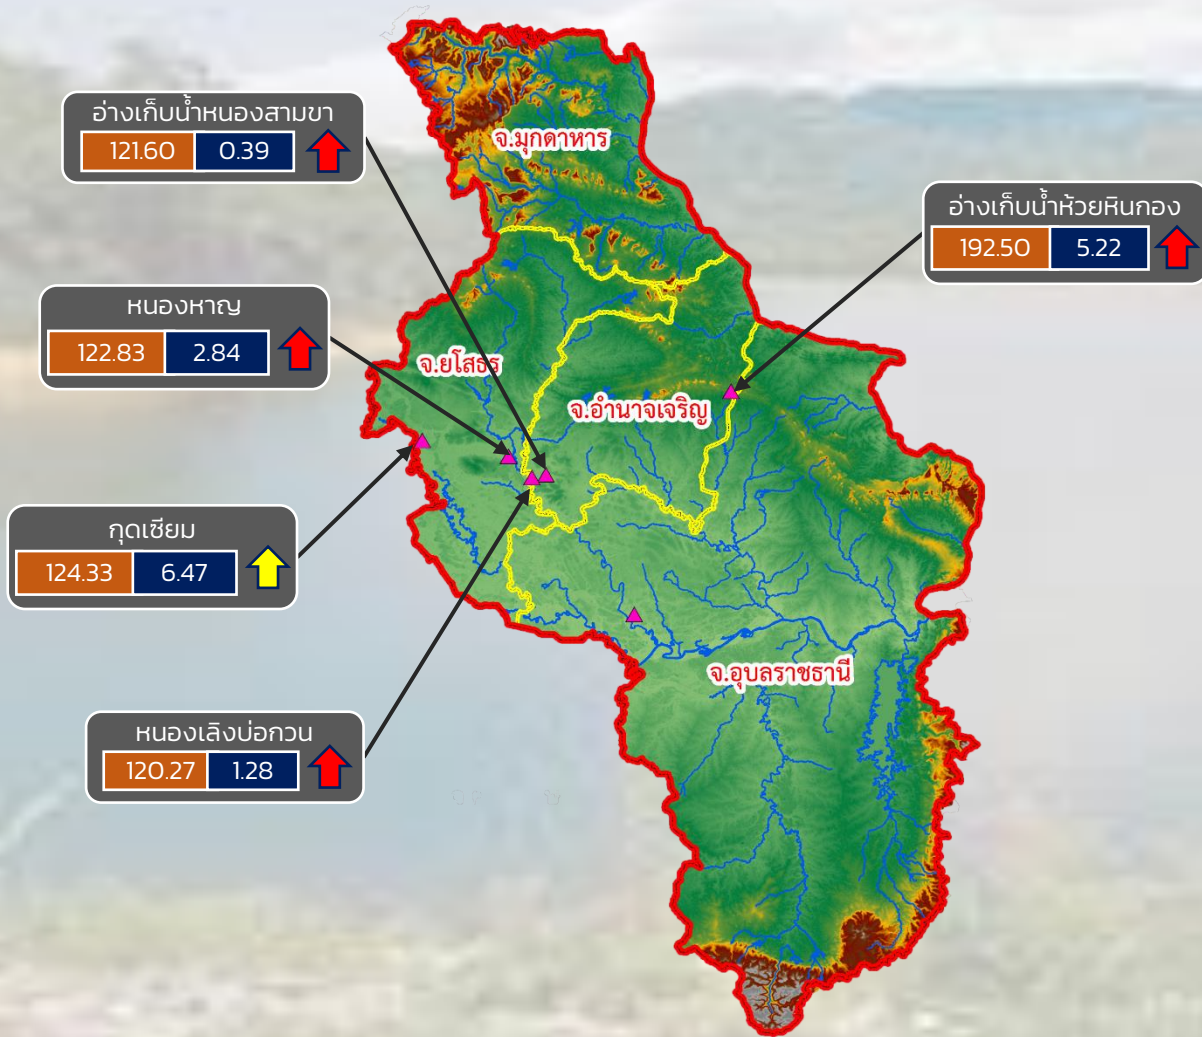 อ่างเก็บน้ำหนองสามขา
121.60 0.39
จ.มุกดาหาร
อ่างเก็บน้ำห้วยหินกอง
192.50 5.22
หนองหาญ
122.83 2.84
จ.ยโสธร
จ.อำนาจเจริญ
กุดเซียม
124.33 6.47
จ.อุบลราชธานี
หนองเลิงบ่อกวน
120.27 1.28